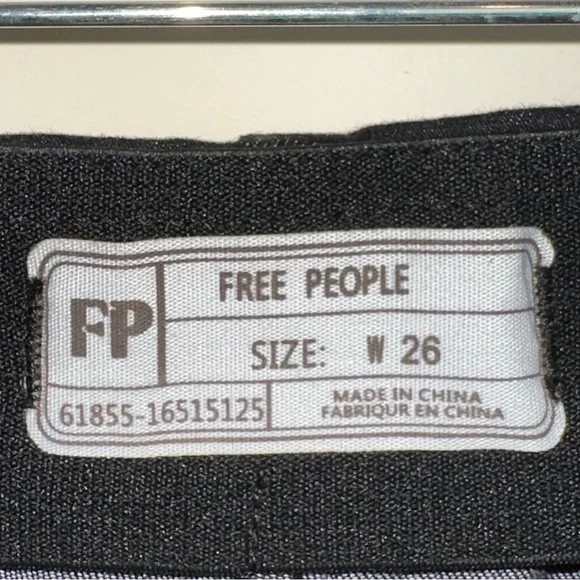 FP
FREE PEOPLE
SIZE: W 26
61855-16515125
MADE IN CHINA
FABRIQUR EN CHINA